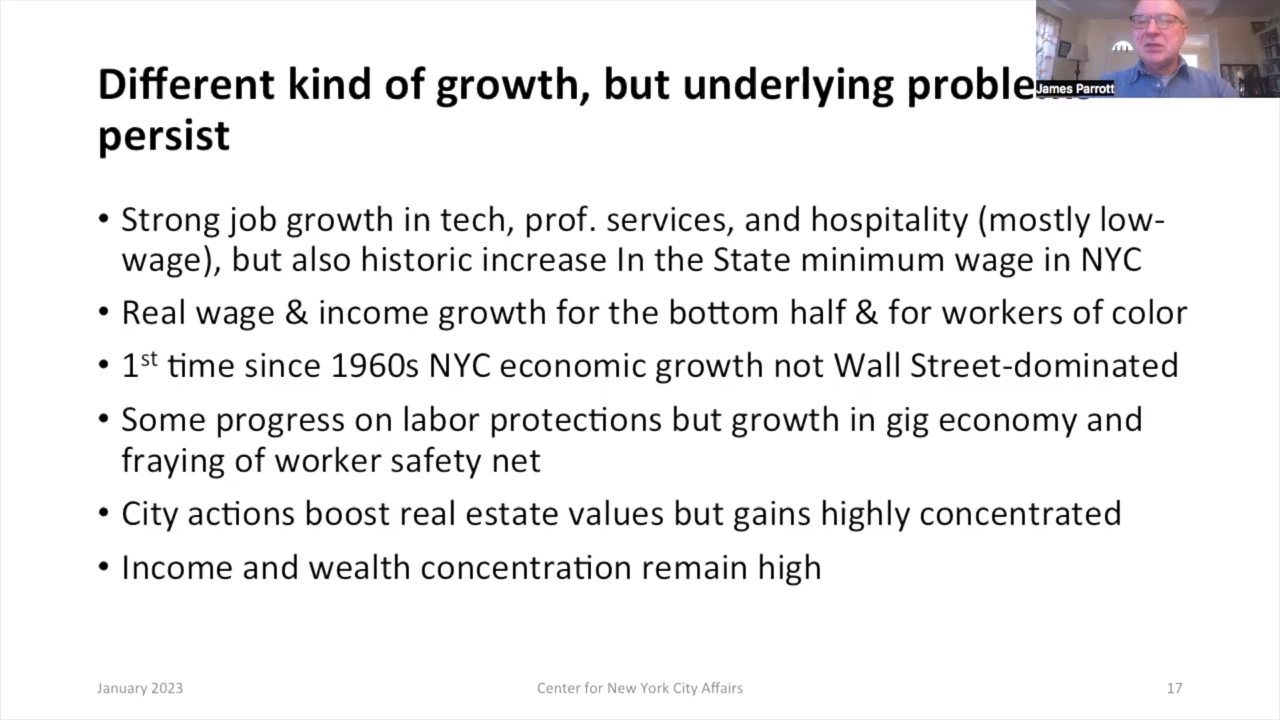 Different kind of growth, but underlying proble
persist
James Parrott
• Strong job growth in tech, prof. services, and hospitality (mostly low-
wage), but also historic increase In the State minimum wage in NYC
• Real wage & income growth for the bottom half & for workers of color
• 1st time since 1960s NYC economic growth not Wall Street-dominated
• Some progress on labor protections but growth in gig economy and
fraying of worker safety net
• City actions boost real estate values but gains highly concentrated
• Income and wealth concentration remain high
January 2023
Center for New York City Affairs
17